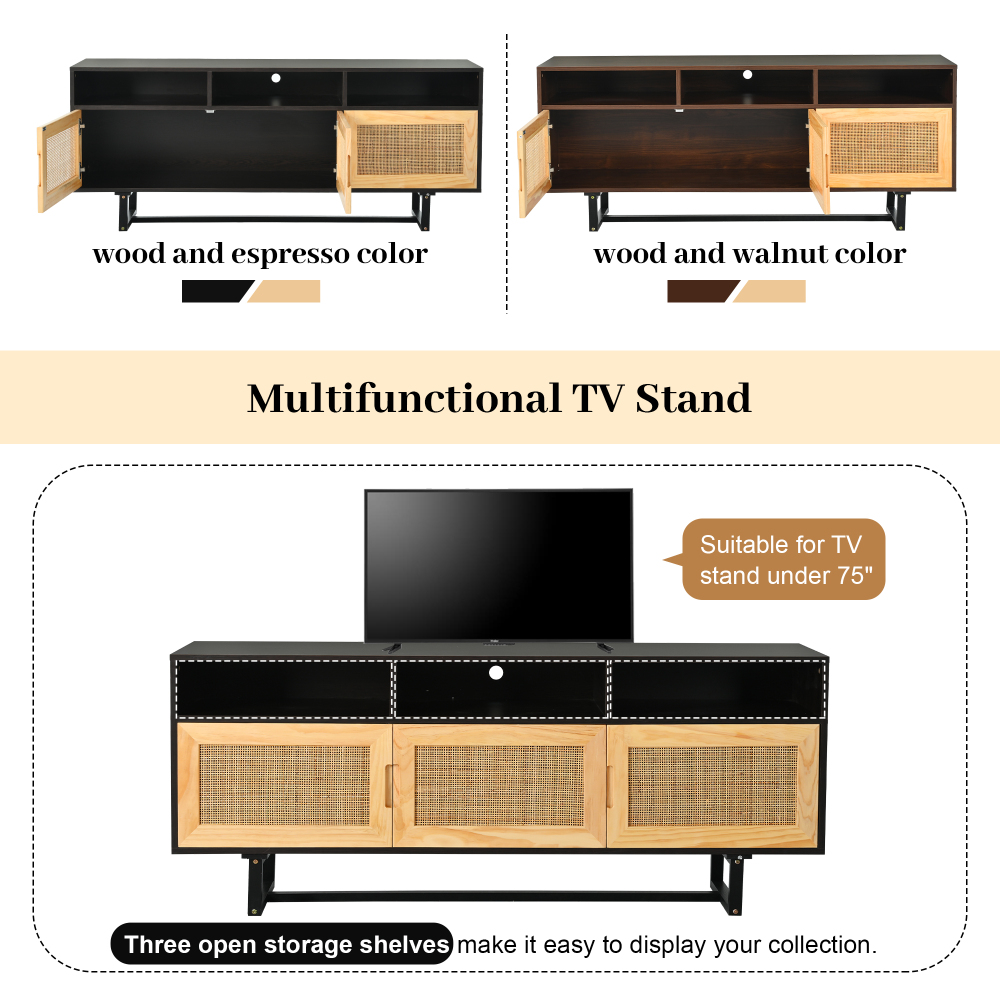 wood and espresso color
wood and walnut color
Multifunctional TV Stand
Suitable for TV
stand under 75"
Three open storage shelves make it easy to display your collection.